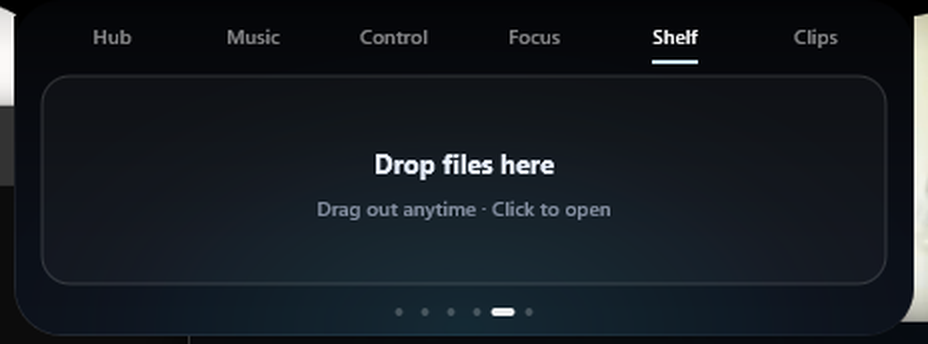 Hub Music Control Focus Shelf Clips
Drop files here
Drag out anytime · Click to open